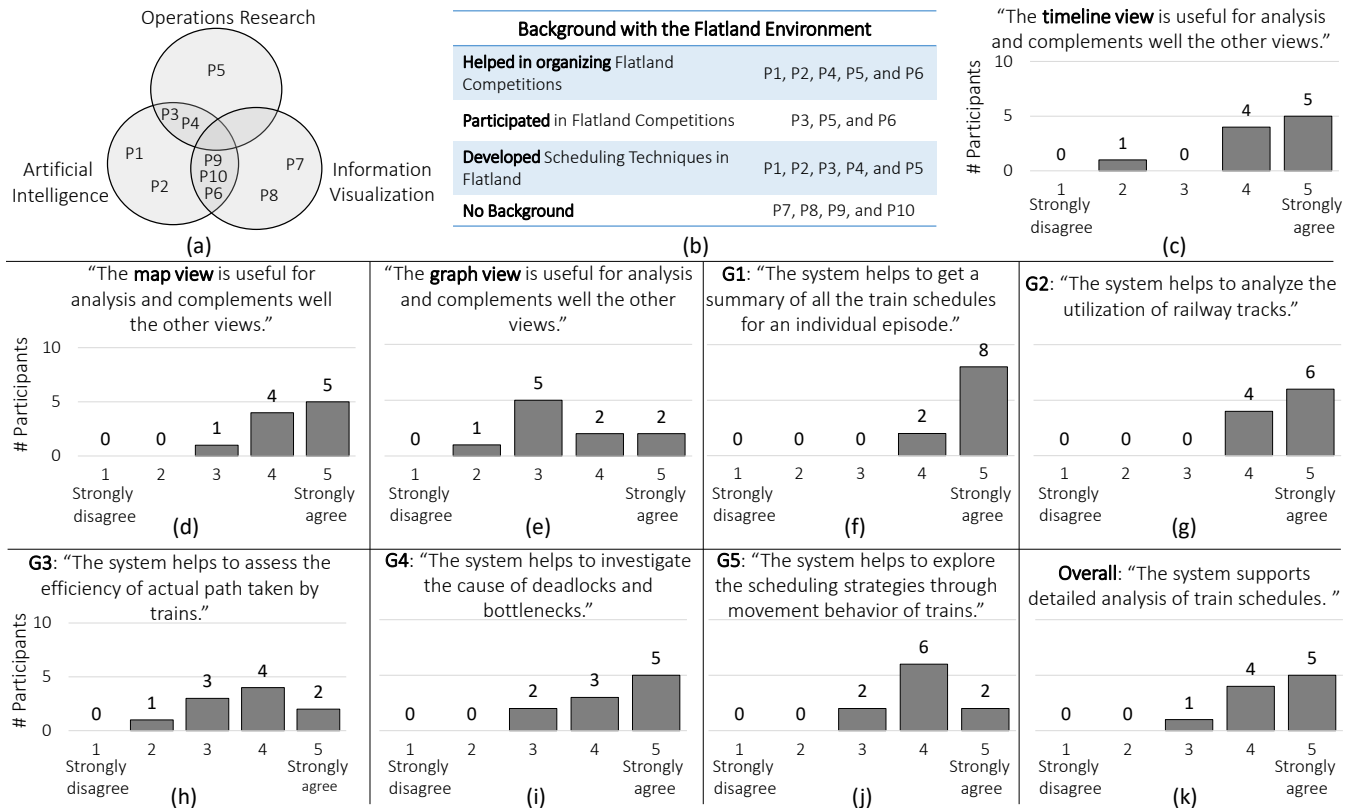 Operations Research
P5
P3
P4
P1
P9
P10
P7
Artificial
Intelligence
P2
P6
P8
Information
Visualization
(a)
Background with the Flatland Environment
Helped in organizing Flatland
Competitions
P1, P2, P4, P5, and P6
Participated in Flatland Competitions
P3, P5, and P6
Developed Scheduling Techniques in
Flatland
P1, P2, P3, P4, and P5
No Background
P7, P8, P9, and P10
(b)
“The timeline view is useful for analysis
and complements well the other views.”
# Participants
10
5
0
0 1 0 4 5
1 2 3 4 5
Strongly
disagree
Strongly
agree
(c)
“The map view is useful for
analysis and complements well
the other views.”
# Participants
10
5
0
0 0 1 4 5
1 2 3 4 5
Strongly
disagree
Strongly
agree
(d)
“The graph view is useful for analysis
and complements well the other
views.”
0 1 5 2 2
1 2 3 4 5
Strongly
disagree
Strongly
agree
(e)
G1: “The system helps to get a
summary of all the train schedules
for an individual episode.”
0 0 0 2 8
1 2 3 4 5
Strongly
disagree
Strongly
agree
(f)
G2: “The system helps to analyze the
utilization of railway tracks.”
0 0 0 4 6
1 2 3 4 5
Strongly
disagree
Strongly
agree
(g)
G3: “The system helps to assess the
efficiency of actual path taken by
trains.”
# Participants
10
5
0
0 1 3 4 2
1 2 3 4 5
Strongly
disagree
Strongly
agree
(h)
G4: “The system helps to investigate
the cause of deadlocks and
bottlenecks.”
0 0 2 3 5
1 2 3 4 5
Strongly
disagree
Strongly
agree
(i)
G5: “The system helps to
explore the scheduling strategies through
movement behavior of trains.”
0 0 2 6 2
1 2 3 4 5
Strongly
disagree
Strongly
agree
(j)
Overall: “The system supports
detailed analysis of train schedules. ”
0 0 1 4 5
1 2 3 4 5
Strongly
disagree
Strongly
agree
(k)